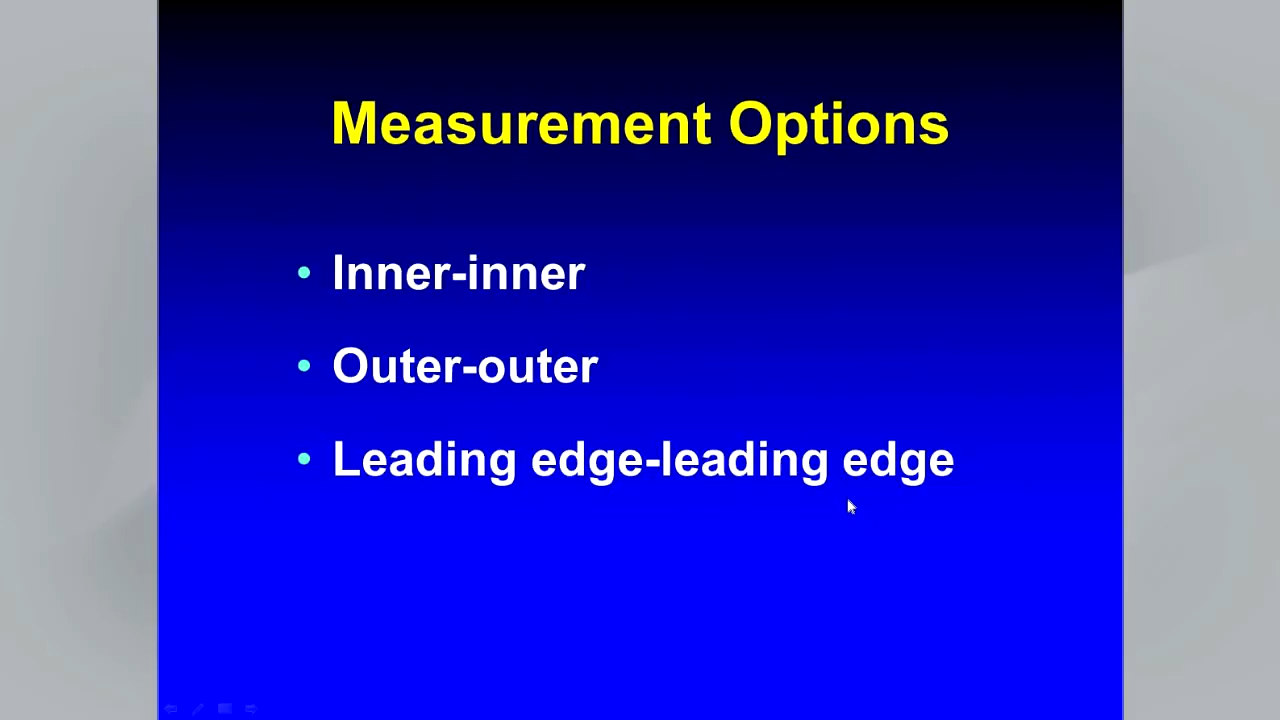 Measurement Options
• Inner-inner
• Outer-outer
• Leading edge-leading edge